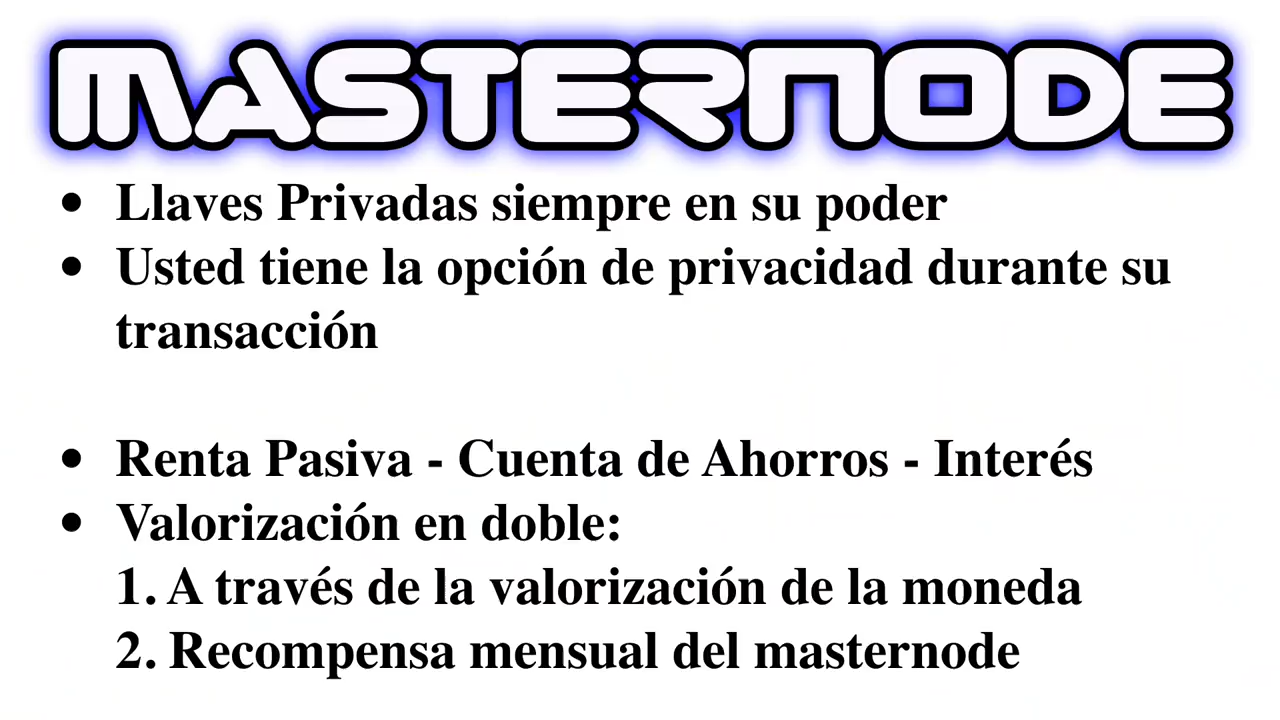 MASTERNODE
• Llaves Privadas siempre en su poder
• Usted tiene la opción de privacidad durante su
transacción
• Renta Pasiva - Cuenta de Ahorros - Interés
• Valorización en doble:
1. A través de la valorización de la moneda
2. Recompensa mensual del masternode